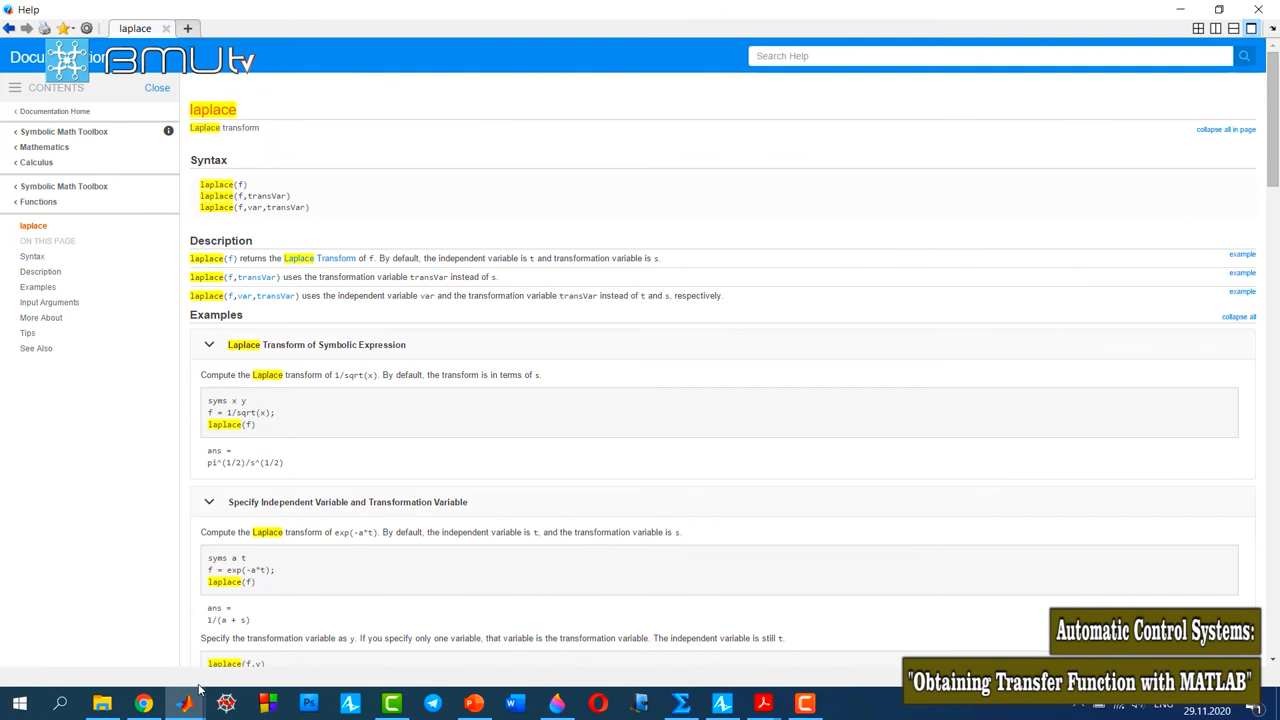 Help
laplace
Docu
BMUtv
Search Help
CONTENTS
Close
Documentation Home
Symbolic Math Toolbox
Mathematics
Calculus
Symbolic Math Toolbox
Functions
laplace
ON THIS PAGE
Syntax
Description
Examples
Input Arguments
More About
Tips
See Also
laplace
Laplace transform
collapse all in page
Syntax
laplace(f)
laplace(f,transVar)
laplace(f,var,transVar)
Description
laplace(f) returns the Laplace Transform of f. By default, the independent variable is t and transformation variable is s.
example
laplace(f,transVar) uses the transformation variable transVar instead of s.
example
laplace(f,var,transVar) uses the independent variable var and the transformation variable transVar instead of t and s, respectively.
example
Examples
collapse all
Laplace Transform of Symbolic Expression
Compute the Laplace transform of 1/sqrt(x). By default, the transform is in terms of s.
syms x y
f = 1/sqrt(x);
laplace(f)
ans =
pi^(1/2)/s^(1/2)
Specify Independent Variable and Transformation Variable
Compute the Laplace transform of exp(-a*t). By default, the independent variable is t, and the transformation variable is s.
syms a t
f = exp(-a*t);
laplace(f)
ans =
1/(a + s)
Specify the transformation variable as y. If you specify only one variable, that variable is the transformation variable. The independent variable is still t.
laplace(f,y)
Automatic Control Systems:
"Obtaining Transfer Function with MATLAB"
ENG
29.11.2020